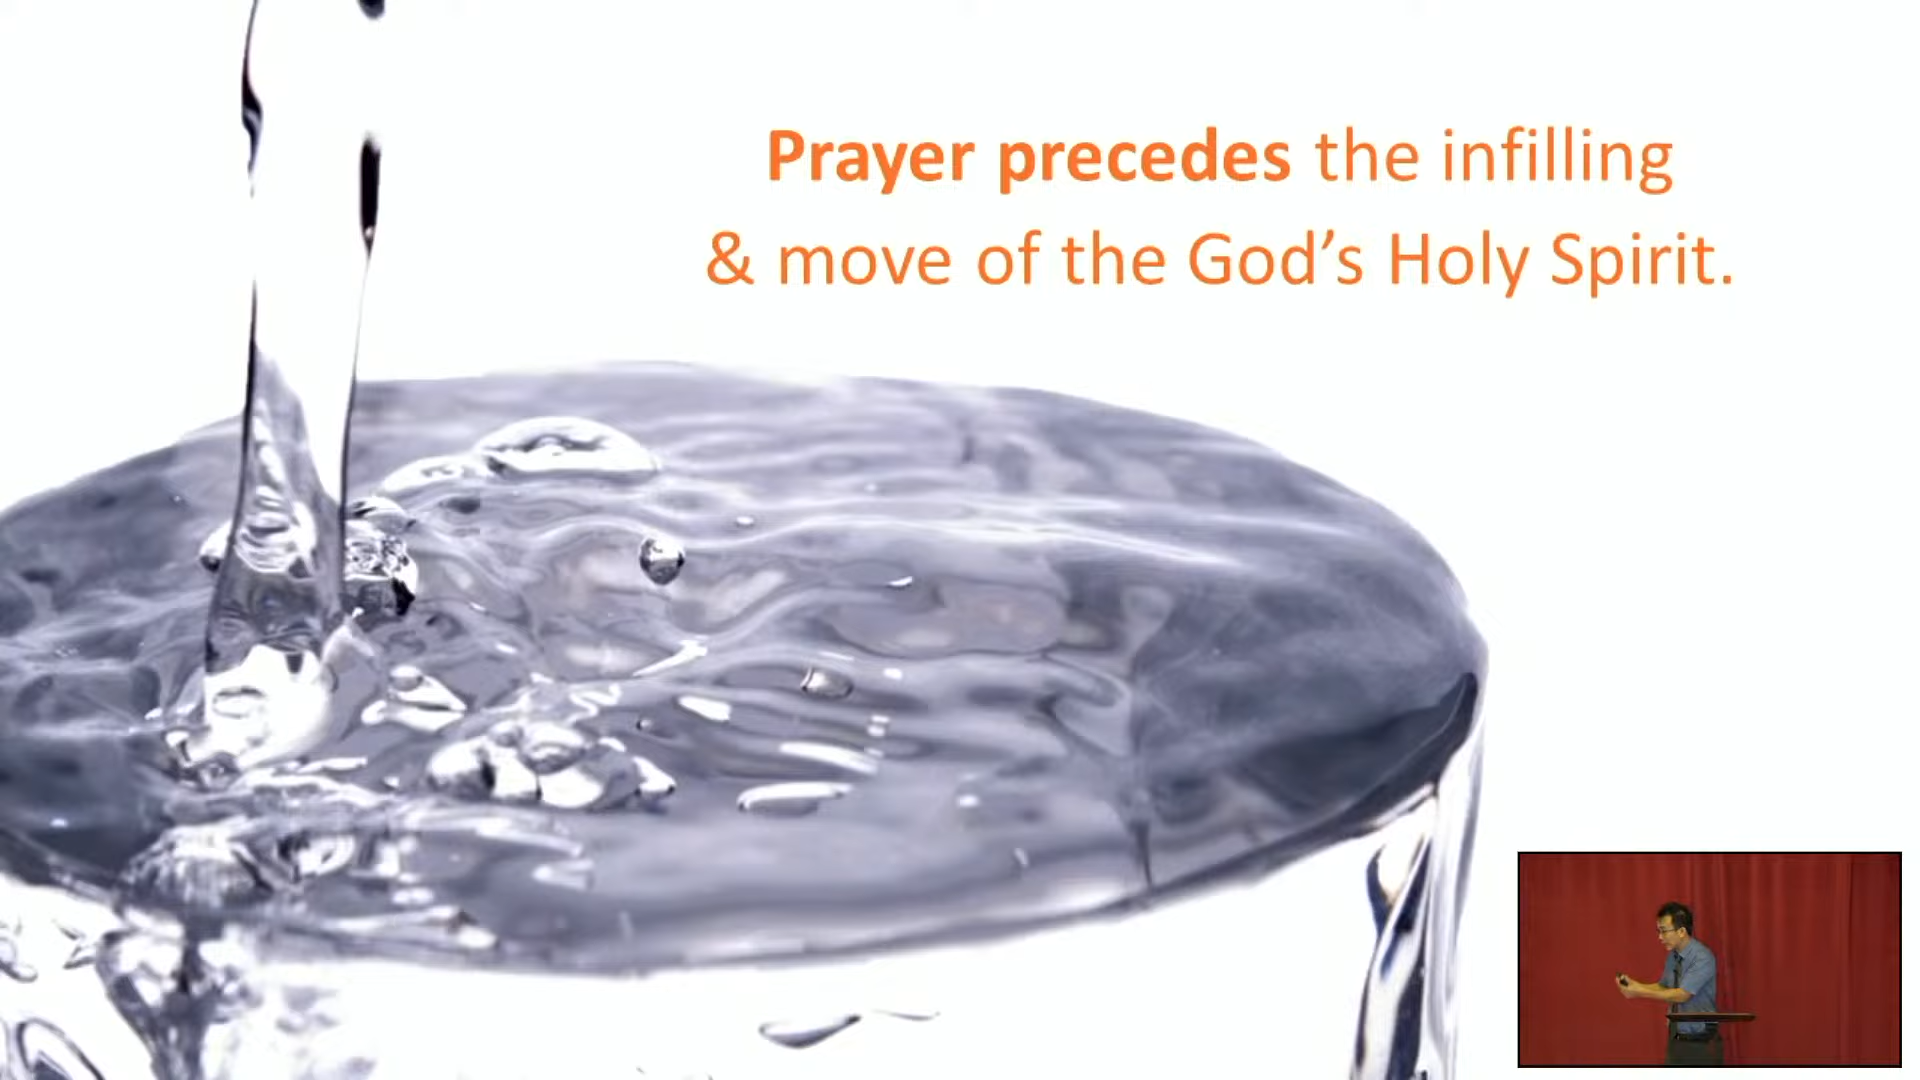 Prayer precedes the infilling
& move of the God’s Holy Spirit.